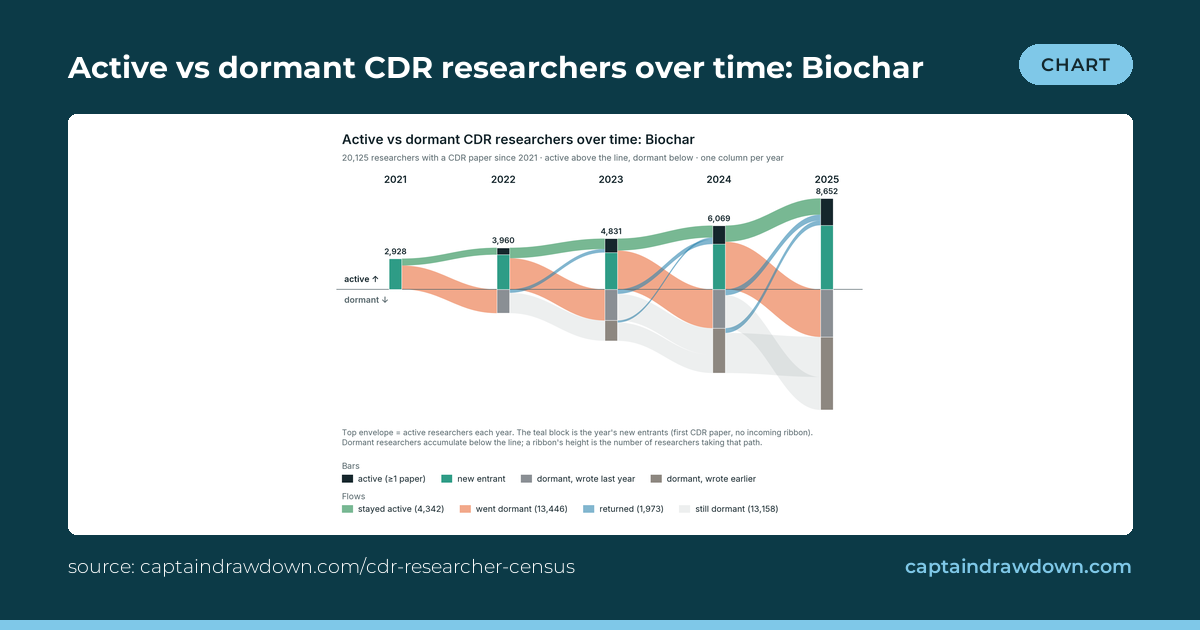 Active vs dormant CDR researchers over time: Biochar
CHART
Active vs dormant CDR researchers over time: Biochar
20,125 researchers with a CDR paper since 2021 · active above the line, dormant below · one column per year
2021 2022 2023 2024 2025
8,652
6,069
4,831
3,960
2,928
active ↑
dormant ↓
Top envelope = active researchers each year. The teal block is the year's new entrants (first CDR paper, no incoming ribbon).
Dormant researchers accumulate below the line; a ribbon's height is the number of researchers taking that path.
Bars
active (≥1 paper) new entrant dormant, wrote last year dormant, wrote earlier
Flows
stayed active (4,342) went dormant (13,446) returned (1,973) still dormant (13,158)
source: captaindrawdown.com/cdr-researcher-census
captaindrawdown.com